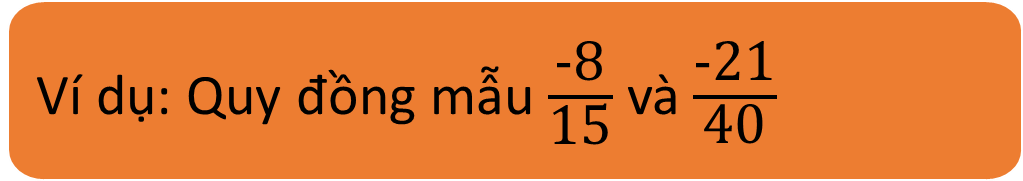 Ví dụ: Quy đồng mẫu -8/15 và -21/40